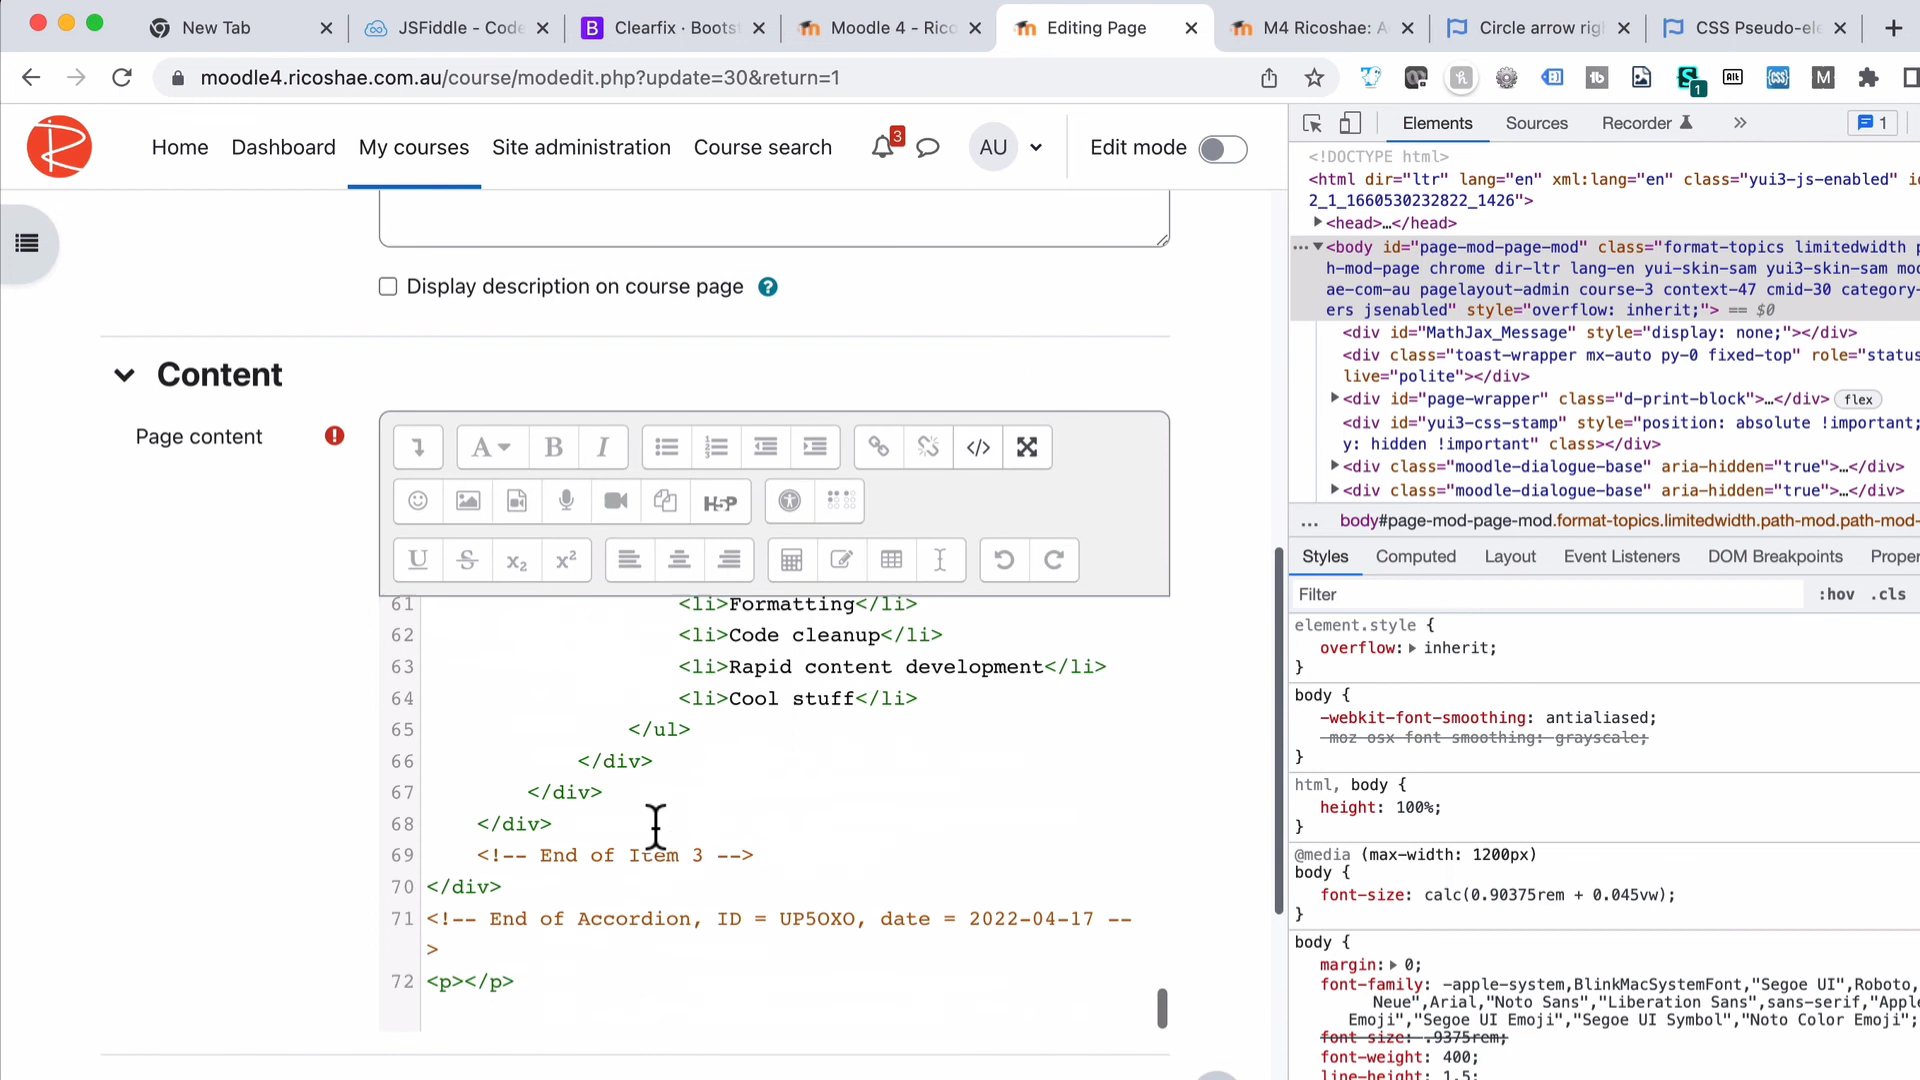 New Tab
JSFiddle - Code
Clearfix · Boots
Moodle 4 - Rico
Editing Page
M4 Ricoshae: A
Circle arrow rig
CSS Pseudo-ele
moodle4.ricoshae.com.au/course/modedit.php?update=30&return=1
Home
Dashboard
My courses
Site administration
Course search
3
AU
Edit mode
Display description on course page
Content
Page content
A
B
I
</>
H5P
U
S
x2
x²
61 <li>Formatting</li>
62 <li>Code cleanup</li>
63 <li>Rapid content development</li>
64 <li>Cool stuff</li>
65 </ul>
66 </div>
67 </div>
68 </div>
69 <!-- End of Item 3 -->
70 </div>
71 <!-- End of Accordion, ID = UP5OXO, date = 2022-04-17 --
>
72 <p></p>
Elements
Sources
Recorder
»
1
<!DOCTYPE html>
<html dir="ltr" lang="en" xml:lang="en" class="yui3-js-enabled" i
2_1_1660530232822_1426">
<head>…</head>
<body id="page-mod-page-mod" class="format-topics limitedwidth p
h-mod-page chrome dir-ltr lang-en yui-skin-sam yui3-skin-sam moo
ae-com-au pagelayout-admin course-3 context-47 cmid-30 category-
ers jsenabled" style="overflow: inherit;"> == $0
<div id="MathJax_Message" style="display: none;"></div>
<div class="toast-wrapper mx-auto py-0 fixed-top" role="status
live="polite"></div>
<div id="page-wrapper" class="d-print-block">…</div> flex
<div id="yui3-css-stamp" style="position: absolute !important;
y: hidden !important" class></div>
<div class="moodle-dialogue-base" aria-hidden="true">…</div>
<div class="moodle-dialogue-base" aria-hidden="true">…</div>
… body#page-mod-page-mod.format-topics.limitedwidth.path-mod.path-mod-
Styles
Computed
Layout
Event Listeners
DOM Breakpoints
Proper
Filter
:hov
.cls
element.style {
overflow: inherit;
}
body {
-webkit-font-smoothing: antialiased;
-moz-osx-font-smoothing: grayscale;
}
html, body {
height: 100%;
}
@media (max-width: 1200px)
body {
font-size: calc(0.90375rem + 0.045vw);
}
body {
margin: 0;
font-family: -apple-system,BlinkMacSystemFont,"Segoe UI",Roboto,
Neue",Arial,"Noto Sans","Liberation Sans",sans-serif,"Apple
Emoji","Segoe UI Emoji","Segoe UI Symbol","Noto Color Emoji";
font-size: .9375rem;
font-weight: 400;
line-height: 1.5;